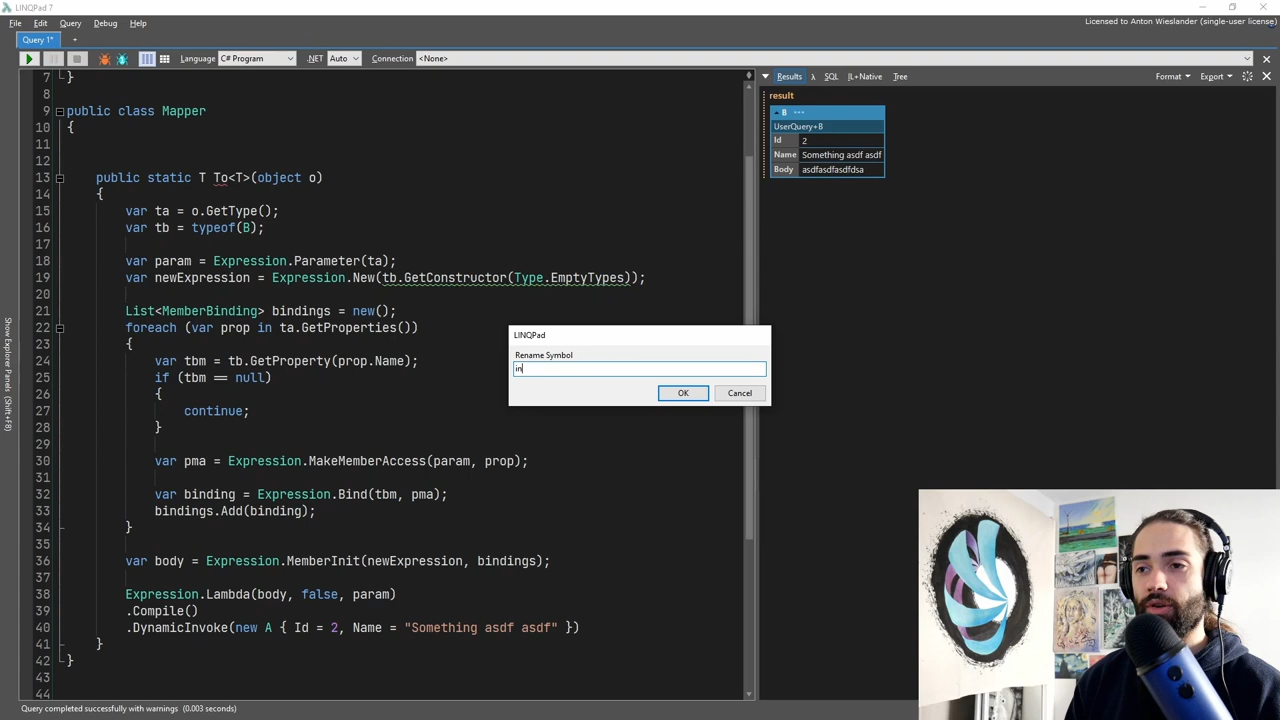 LINQPad 7
File Edit Query Debug Help
Licensed to Anton Wieslander (single-user license)
Query 1* +
Language C# Program .NET Auto Connection <None>
Show Explorer Panels (Shift+F8)
7 }
8
9 public class Mapper
10 {
11
12
13 public static T To<T>(object o)
14 {
15 var ta = o.GetType();
16 var tb = typeof(B);
17
18 var param = Expression.Parameter(ta);
19 var newExpression = Expression.New(tb.GetConstructor(Type.EmptyTypes));
20
21 List<MemberBinding> bindings = new();
22 foreach (var prop in ta.GetProperties())
23 {
24 var tbm = tb.GetProperty(prop.Name);
25 if (tbm == null)
26 {
27 continue;
28 }
29
30 var pma = Expression.MakeMemberAccess(param, prop);
31
32 var binding = Expression.Bind(tbm, pma);
33 bindings.Add(binding);
34 }
35
36 var body = Expression.MemberInit(newExpression, bindings);
37
38 Expression.Lambda(body, false, param)
39 .Compile()
40 .DynamicInvoke(new A { Id = 2, Name = "Something asdf asdf" })
41 }
42 }
43
44
LINQPad
Rename Symbol
in
OK Cancel
Results λ SQL IL+Native Tree Format Export
result
B
UserQuery+B
Id 2
Name Something asdf asdf
Body asdfasdfasdfdsa
Query completed successfully with warnings (0.003 seconds)